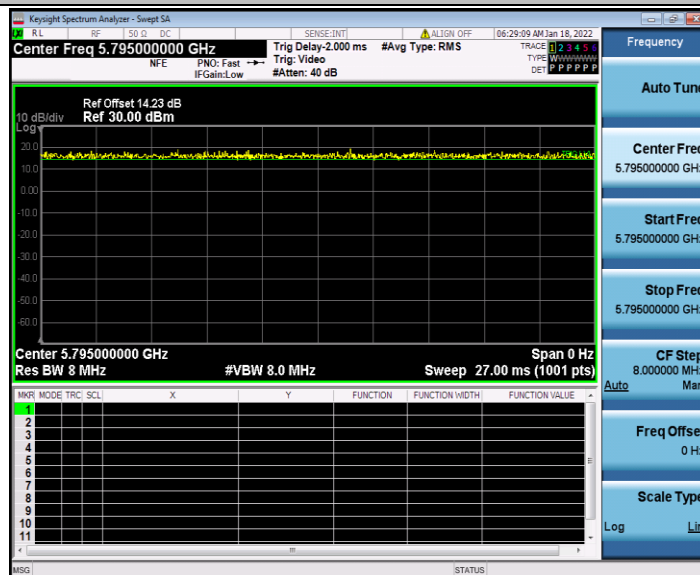 Keysight Spectrum Analyzer - Swept SA
RL RF 50 Ω DC SENSE:INT ALIGN OFF 06:29:09 AM Jan 18, 2022
Center Freq 5.795000000 GHz
NFE PNO: Fast IFGain:Low
Trig Delay-2.000 ms #Avg Type: RMS
Trig: Video
#Atten: 40 dB
TRACE 1 2 3 4 5 6
TYPE WWWWWW
DET P P P P P P
Ref Offset 14.23 dB
10 dB/div Ref 30.00 dBm
Log
20.0
10.0
0.00
-10.0
-20.0
-30.0
-40.0
-50.0
-60.0
Center 5.795000000 GHz Span 0 Hz
Res BW 8 MHz #VBW 8.0 MHz Sweep 27.00 ms (1001 pts)
MKR MODE TRC SCL X Y FUNCTION FUNCTION WIDTH FUNCTION VALUE
1
2
3
4
5
6
7
8
9
10
11
MSG STATUS
Frequency
Auto Tune
Center Freq
5.795000000 GHz
Start Freq
5.795000000 GHz
Stop Freq
5.795000000 GHz
CF Step
8.000000 MHz
Auto Man
Freq Offset
0 Hz
Scale Type
Log Lin